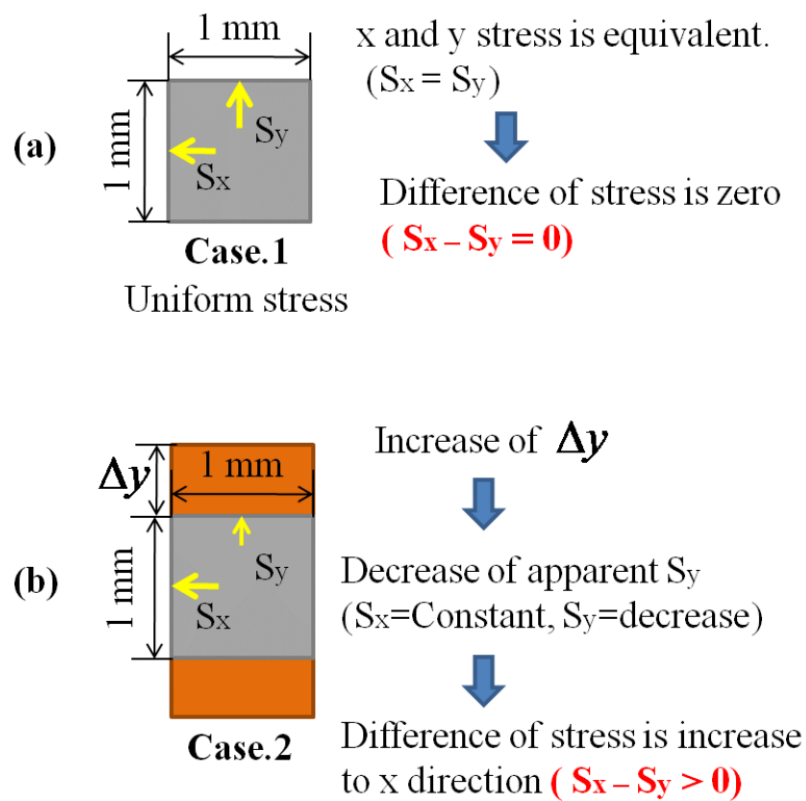 (a)
1 mm
1 mm
Sy
Sx
Case.1
Uniform stress
x and y stress is equivalent.
(Sx = Sy)
Difference of stress is zero
( Sx – Sy = 0)
(b)
Δy
1 mm
1 mm
Sy
Sx
Case.2
Increase of Δy
Decrease of apparent Sy
(Sx=Constant, Sy=decrease)
Difference of stress is increase
to x direction ( Sx – Sy > 0)